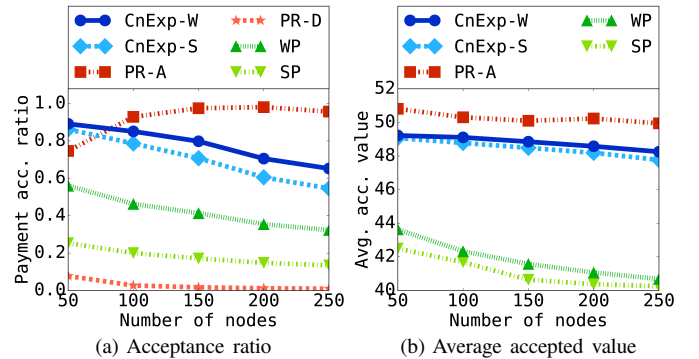 CnExp-W
PR-D
CnExp-S
WP
PR-A
SP
Payment acc. ratio
1.0
0.8
0.6
0.4
0.2
0.0
50 100 150 200 250
Number of nodes
(a) Acceptance ratio
CnExp-W
WP
CnExp-S
SP
PR-A
Avg. acc. value
52
50
48
46
44
42
40
50 100 150 200 250
Number of nodes
(b) Average accepted value